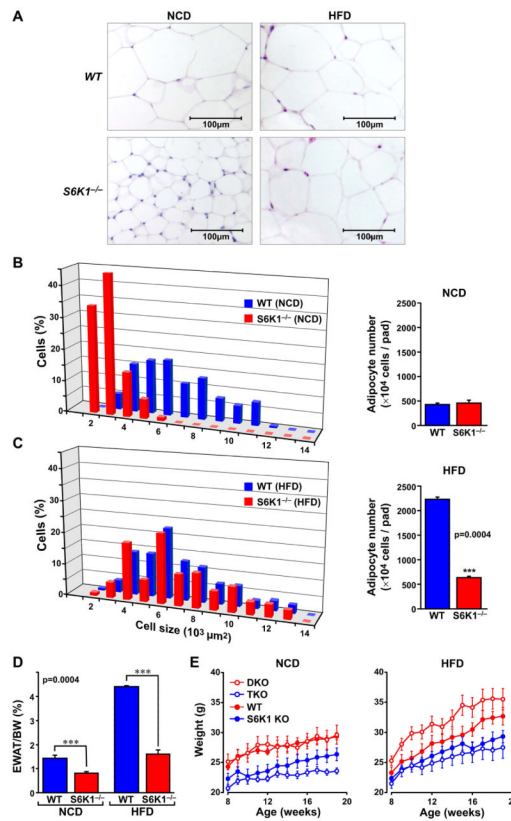 A
NCD
HFD
WT
100µm
100µm
S6K1⁻/⁻
100µm
100µm
B
Cells (%)
40
30
20
10
0
WT (NCD)
S6K1⁻/⁻ (NCD)
2
4
6
8
10
12
14
NCD
Adipocyte number
(×10⁴ cells / pad)
2500
2000
1500
1000
500
0
WT S6K1⁻/⁻
C
Cells (%)
40
30
20
10
0
WT (HFD)
S6K1⁻/⁻ (HFD)
2
4
6
8
10
12
14
Cell size (10³ µm²)
HFD
Adipocyte number
(×10⁴ cells / pad)
2500
2000
1500
1000
500
0
p=0.0004
***
WT S6K1⁻/⁻
D
EWAT/BW (%)
4
3
2
1
0
p=0.0004
***
***
WT S6K1⁻/⁻ WT S6K1⁻/⁻
NCD HFD
E
NCD
Weight (g)
40
35
30
25
20
DKO
TKO
WT
S6K1 KO
8 12 16 20
Age (weeks)
HFD
40
35
30
25
20
8 12 16 20
Age (weeks)